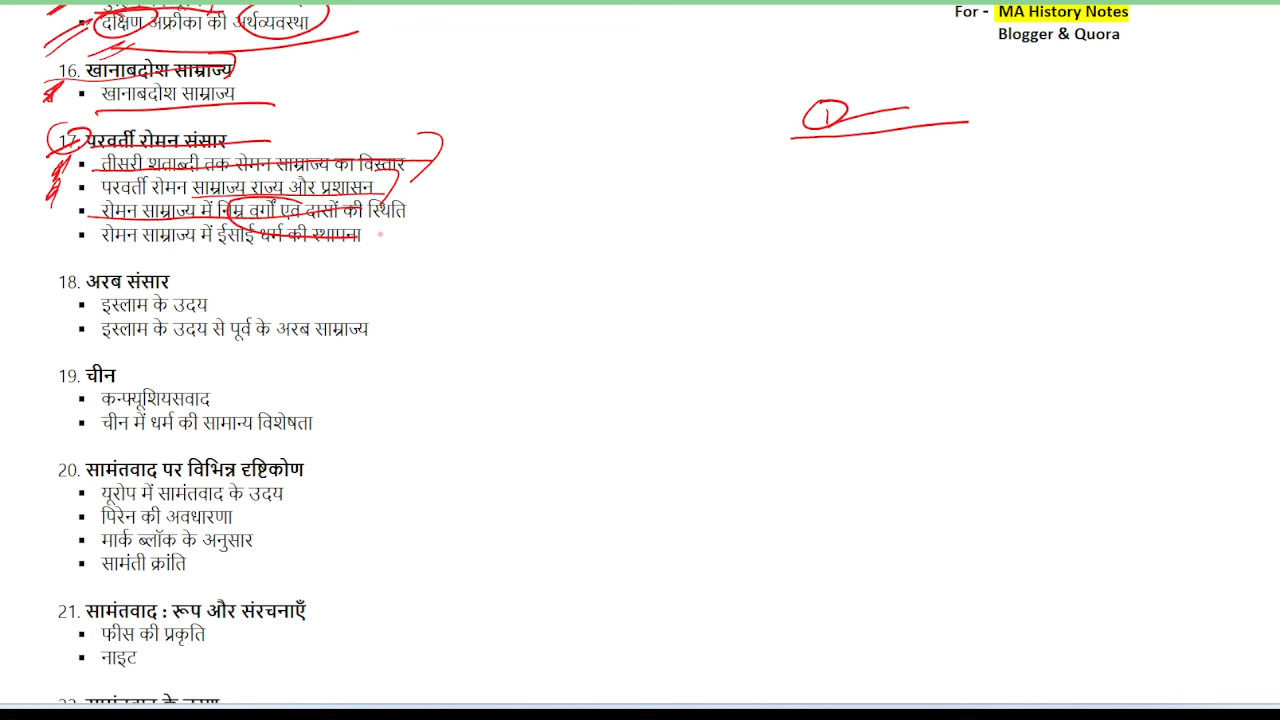 दक्षिण अफ्रीका की अर्थव्यवस्था
For - MA History Notes
Blogger & Quora
16. खानाबदोश साम्राज्य
खानाबदोश साम्राज्य
1
17. परवर्ती रोमन संसार
तीसरी शताब्दी तक रोमन साम्राज्य का विस्तार
परवर्ती रोमन साम्राज्य राज्य और प्रशासन
रोमन साम्राज्य में निम्न वर्गों एवं दासों की स्थिति
रोमन साम्राज्य में ईसाई धर्म की स्थापना
18. अरब संसार
इस्लाम के उदय
इस्लाम के उदय से पूर्व के अरब साम्राज्य
19. चीन
कन्फ्यूशियसवाद
चीन में धर्म की सामान्य विशेषता
20. सामंतवाद पर विभिन्न दृष्टिकोण
यूरोप में सामंतवाद के उदय
पिरेन की अवधारणा
मार्क ब्लॉक के अनुसार
सामंती क्रांति
21. सामंतवाद : रूप और संरचनाएँ
फीस की प्रकृति
नाइट